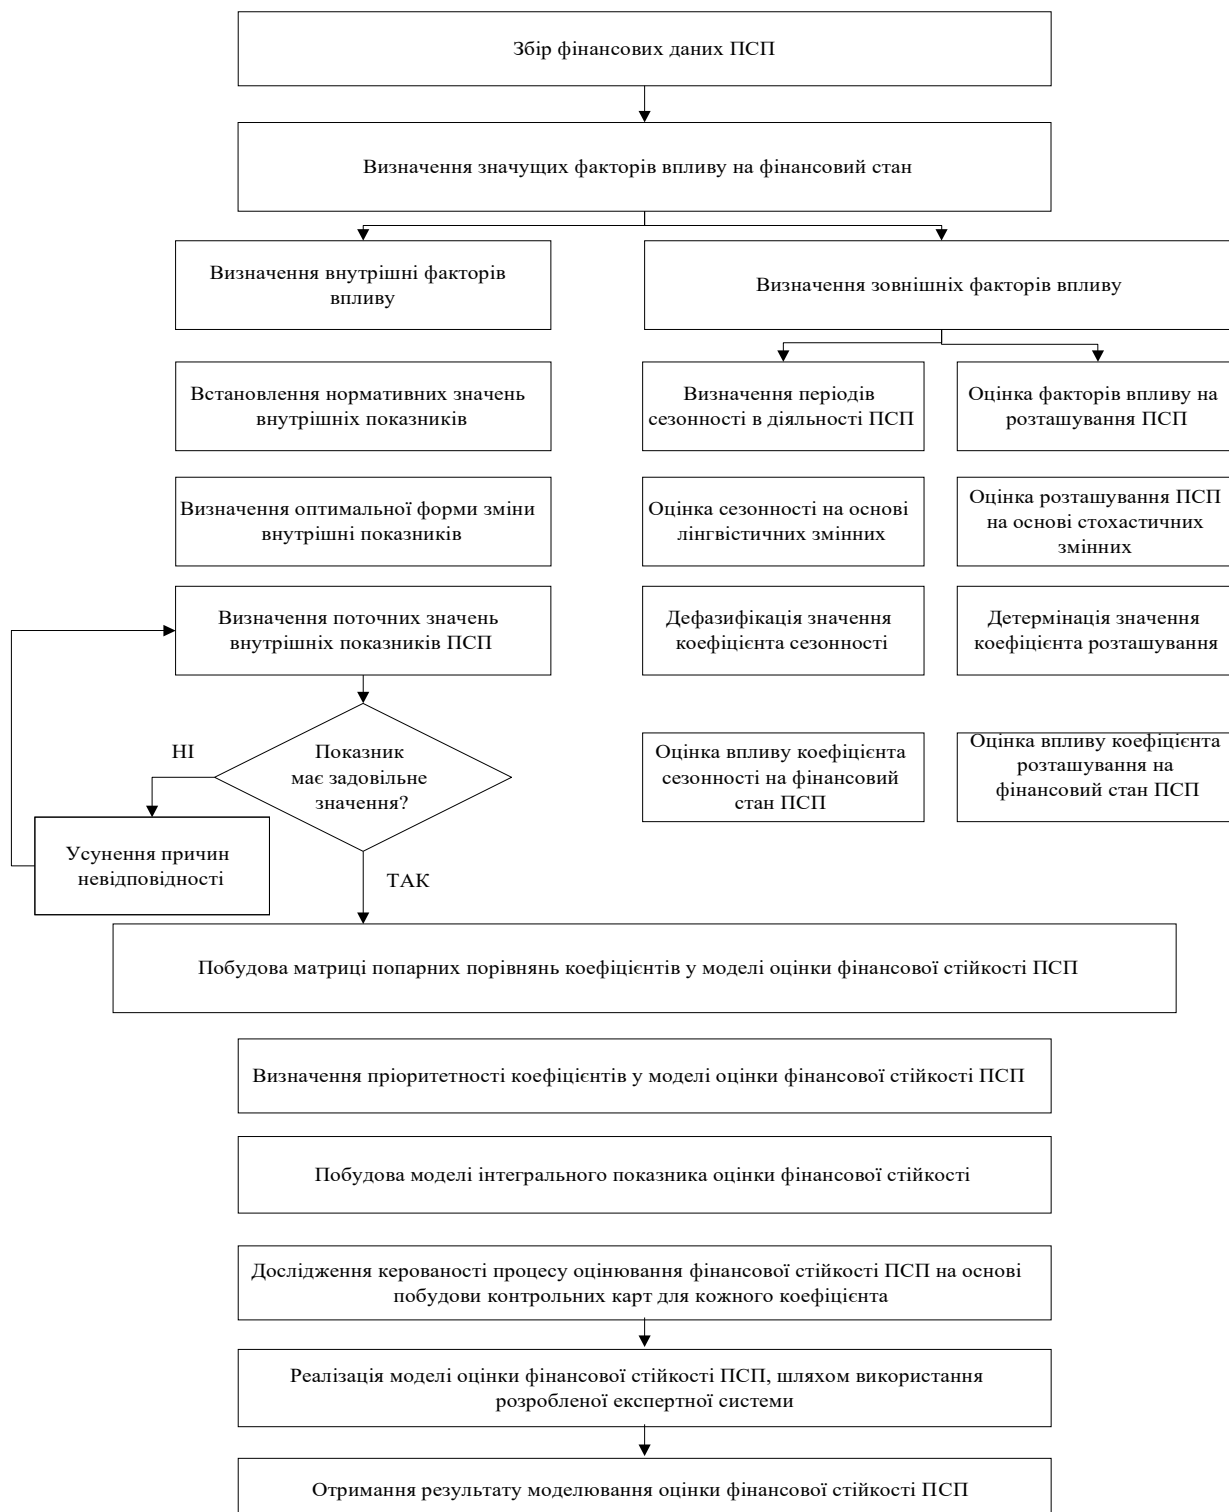 Збір фінансових даних ПСП
Визначення значущих факторів впливу на фінансовий стан
Визначення внутрішні факторів
впливу
Визначення зовнішніх факторів впливу
Встановлення нормативних значень
внутрішніх показників
Визначення періодів
сезонності в діяльності ПСП
Оцінка факторів впливу на
розташування ПСП
Визначення оптимальної форми зміни
внутрішні показників
Оцінка сезонності на основі
лінгвістичних змінних
Оцінка розташування ПСП
на основі стохастичних
змінних
Визначення поточних значень
внутрішніх показників ПСП
Дефазифікація значення
коефіцієнта сезонності
Детермінація значення
коефіцієнта розташування
НІ
Показник
має задовільне
значення?
Оцінка впливу коефіцієнта
сезонності на фінансовий
стан ПСП
Оцінка впливу коефіцієнта
розташування на
фінансовий стан ПСП
Усунення причин
невідповідності
ТАК
Побудова матриці попарних порівнянь коефіцієнтів у моделі оцінки фінансової стійкості ПСП
Визначення пріоритетності коефіцієнтів у моделі оцінки фінансової стійкості ПСП
Побудова моделі інтегрального показника оцінки фінансової стійкості
Дослідження керованості процесу оцінювання фінансової стійкості ПСП на основі
побудови контрольних карт для кожного коефіцієнта
Реалізація моделі оцінки фінансової стійкості ПСП, шляхом використання
розробленої експертної системи
Отримання результату моделювання оцінки фінансової стійкості ПСП